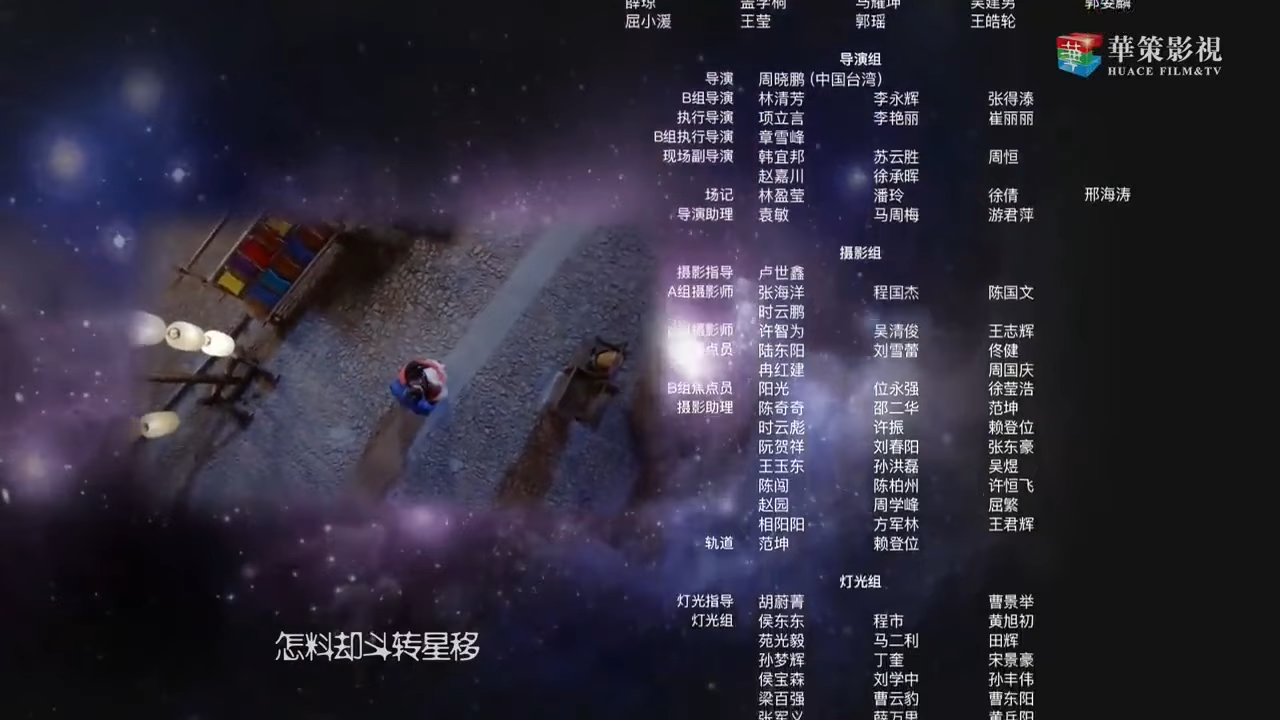 屈小湲 王莹 郭瑶 王皓轮
華策影視
HUACE FILM&TV
导演组
导演 周晓鹏(中国台湾)
B组导演 林清芳 李永辉 张得溙
执行导演 项立言 李艳丽 崔丽丽
B组执行导演 章雪峰
现场副导演 韩宜邦 苏云胜 周恒
赵嘉川 徐承晖
场记 林盈莹 潘玲 徐倩 邢海涛
导演助理 袁敏 马周梅 游君萍
摄影组
摄影指导 卢世鑫
A组摄影师 张海洋 程国杰 陈国文
时云鹏
摄影师 许智为 吴清俊 王志辉
点员 陆东阳 刘雪蕾 佟健
冉红建 周国庆
B组焦点员 阳光 位永强 徐莹浩
摄影助理 陈奇奇 邵二华 范坤
时云彪 许振 赖登位
阮贺祥 刘春阳 张东豪
王玉东 孙洪磊 吴煜
陈闯 陈柏州 许恒飞
赵园 周学峰 屈繁
相阳阳 方军林 王君辉
轨道 范坤 赖登位
灯光组
灯光指导 胡蔚菁 曹景举
灯光组 侯东东 程市 黄旭初
苑光毅 马二利 田辉
孙梦辉 丁奎 宋景豪
侯宝森 刘学中 孙丰伟
梁百强 曹云豹 曹东阳
怎料却斗转星移